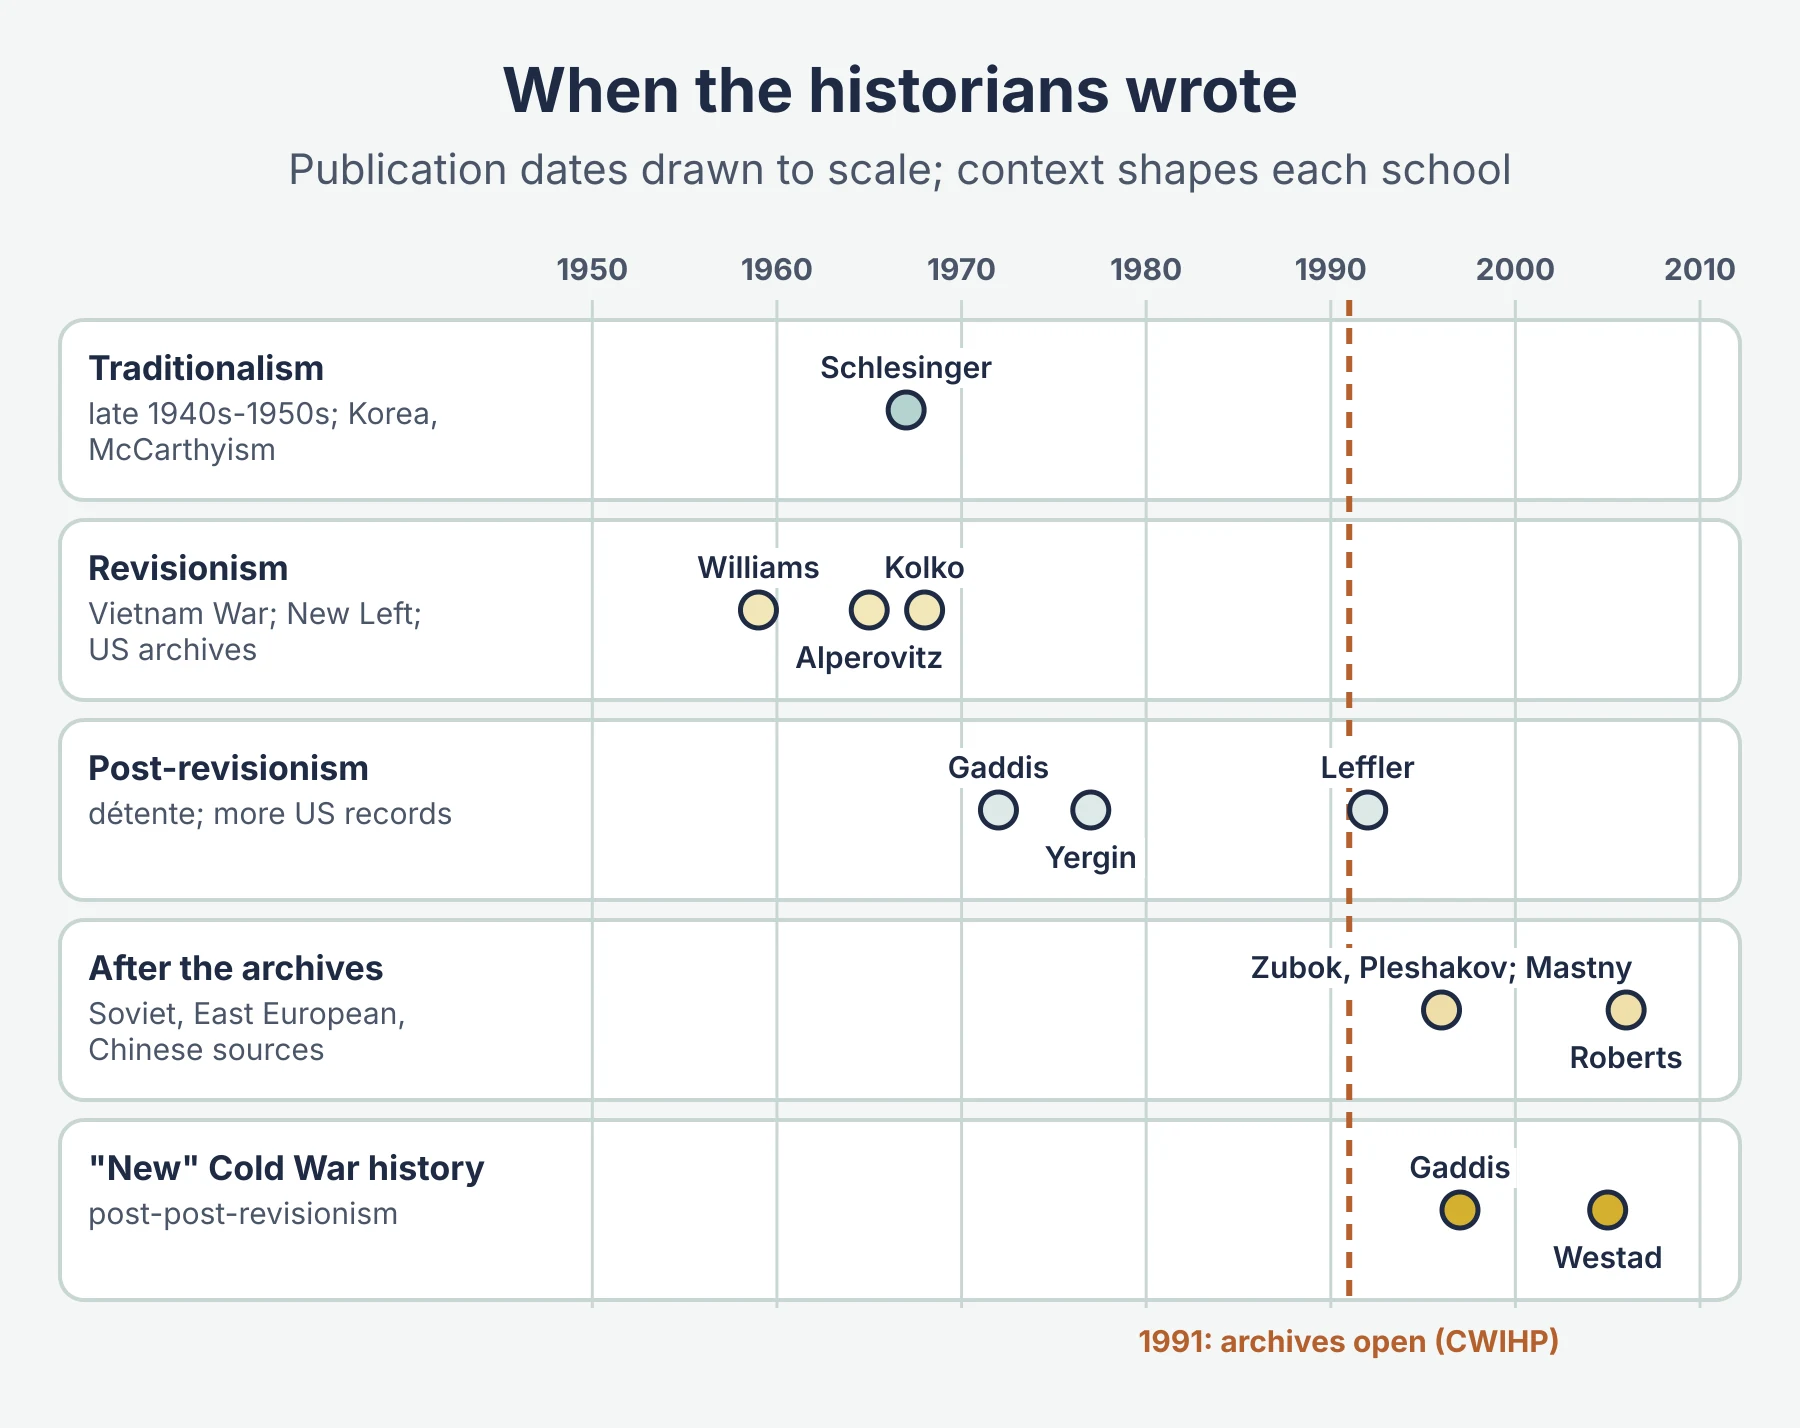 When the historians wrote
Publication dates drawn to scale; context shapes each school
1950 1960 1970 1980 1990 2000 2010
Traditionalism
late 1940s-1950s; Korea,
McCarthyism
Schlesinger
Revisionism
Vietnam War; New Left;
US archives
Williams
Kolko
Alperovitz
Post-revisionism
détente; more US records
Gaddis
Leffler
Yergin
After the archives
Soviet, East European,
Chinese sources
Zubok, Pleshakov; Mastny
Roberts
"New" Cold War history
post-post-revisionism
Gaddis
Westad
1991: archives open (CWIHP)